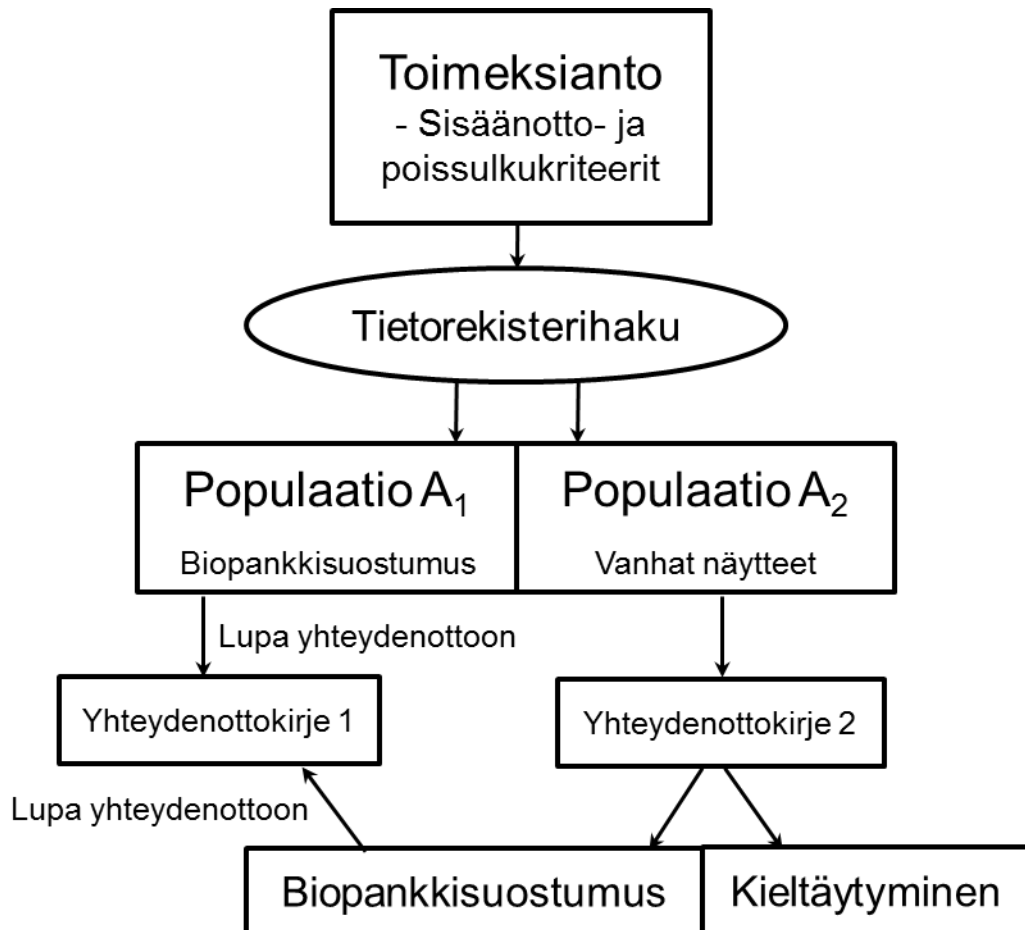 Toimeksianto
- Sisäänotto- ja
poissulkukriteerit
Tietorekisterihaku
Populaatio A₁
Biopankkisuostumus
Populaatio A₂
Vanhat näytteet
Lupa yhteydenottoon
Yhteydenottokirje 1
Yhteydenottokirje 2
Lupa yhteydenottoon
Biopankkisuostumus
Kieltäytyminen